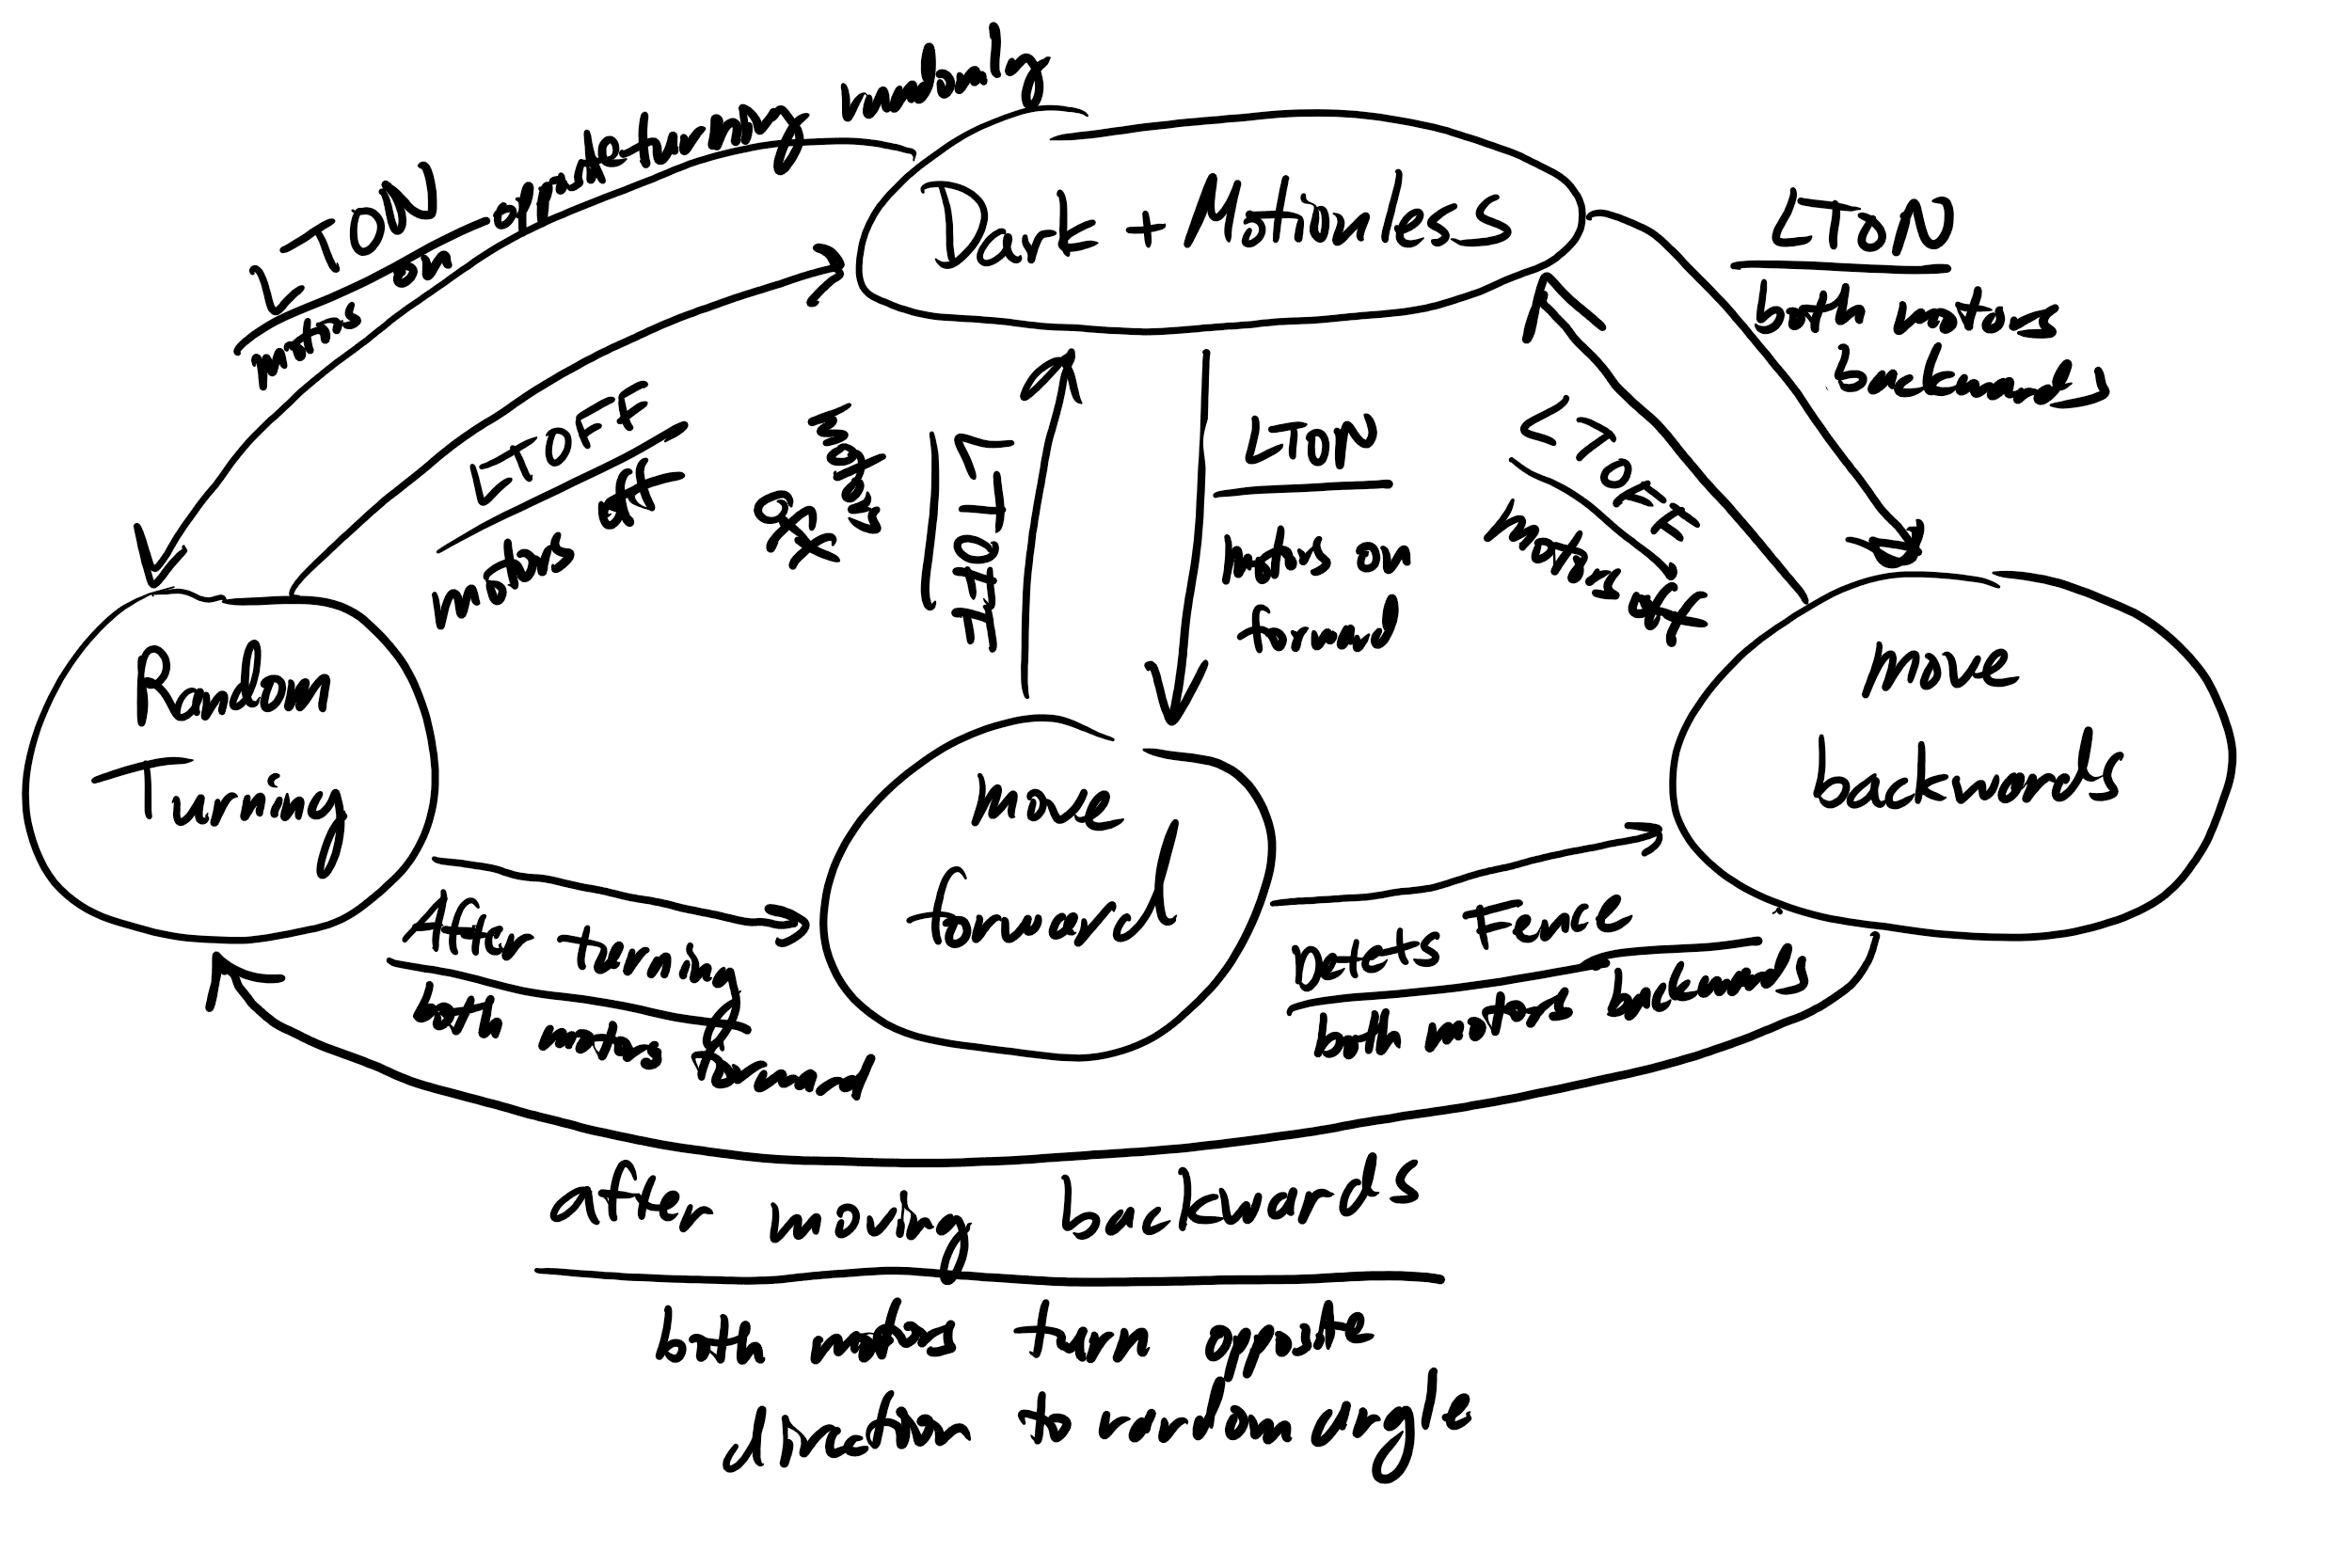 LTON
motors on and turning randomly
Dark + Motionless
LTON
both motors
backwards
LTOFF
motors off
LTOFF
motors
off
LTON
motors on
forward
LTOFF
motors off
Random
Turning
move
forward
move
backwards
After turning
both motors forward
Detects Fence
both motors backwards
after moving backwards
both motors turn oppste
direction to random angle